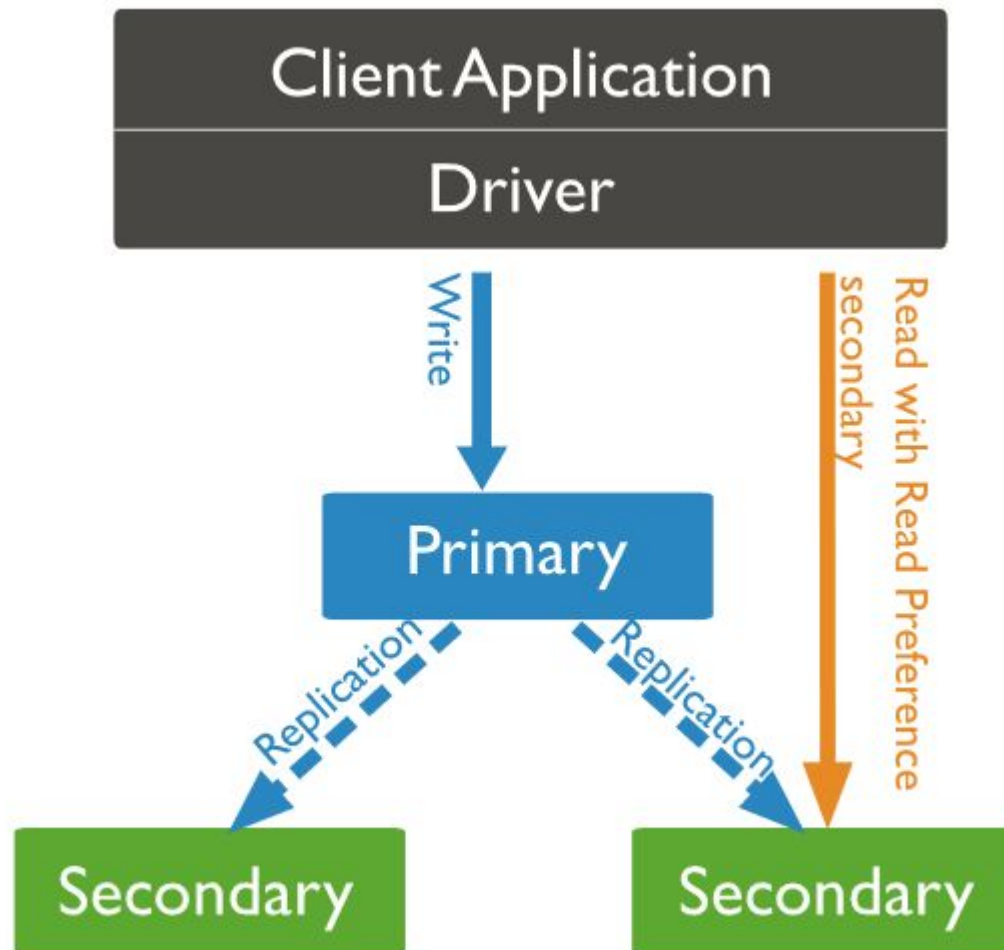 Client Application
Driver
Write
Read with Read Preference
secondary
Primary
Replication
Replication
Secondary
Secondary